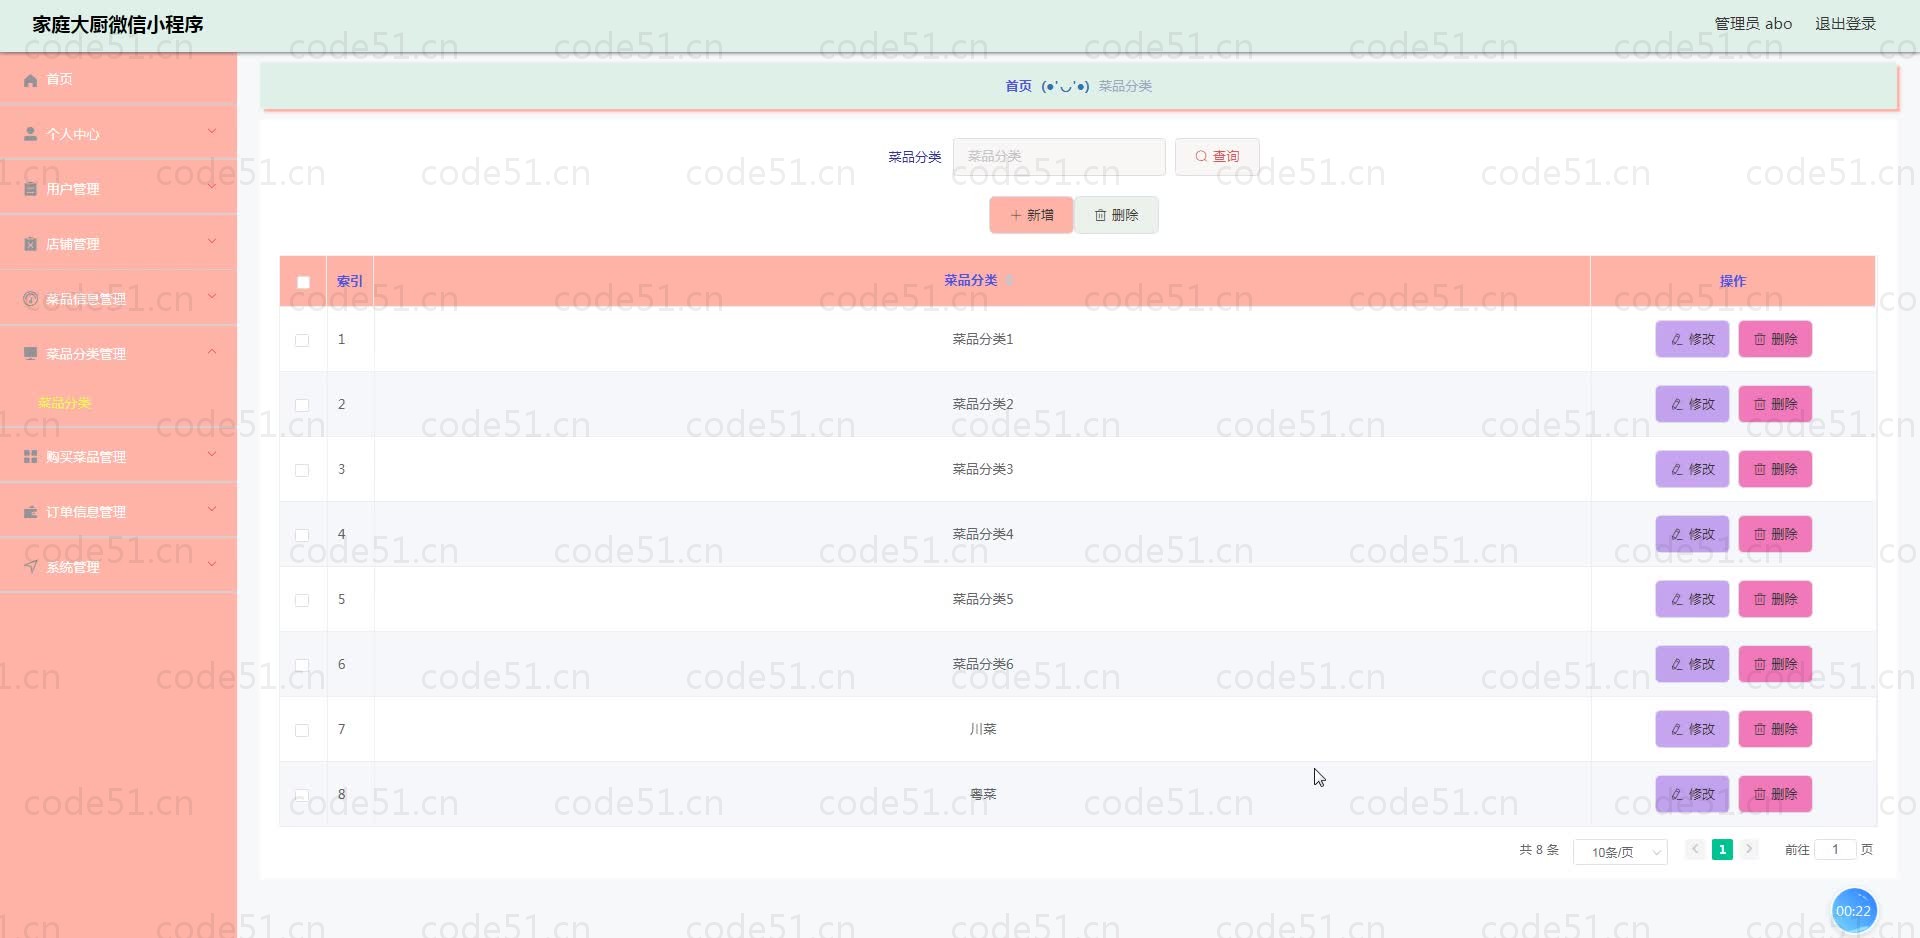 家庭大厨微信小程序
管理员 abo 退出登录
首页
个人中心
用户管理
店铺管理
菜品信息管理
菜品分类管理
菜品分类
购买菜品管理
订单信息管理
系统管理
首页 (●'◡'●) 菜品分类
菜品分类 菜品分类 查询
新增 删除
索引 菜品分类 操作
1 菜品分类1 修改 删除
2 菜品分类2 修改 删除
3 菜品分类3 修改 删除
4 菜品分类4 修改 删除
5 菜品分类5 修改 删除
6 菜品分类6 修改 删除
7 川菜 修改 删除
8 粤菜 修改 删除
共 8 条 10条/页 1 前往 1 页
00:22
code51.cn